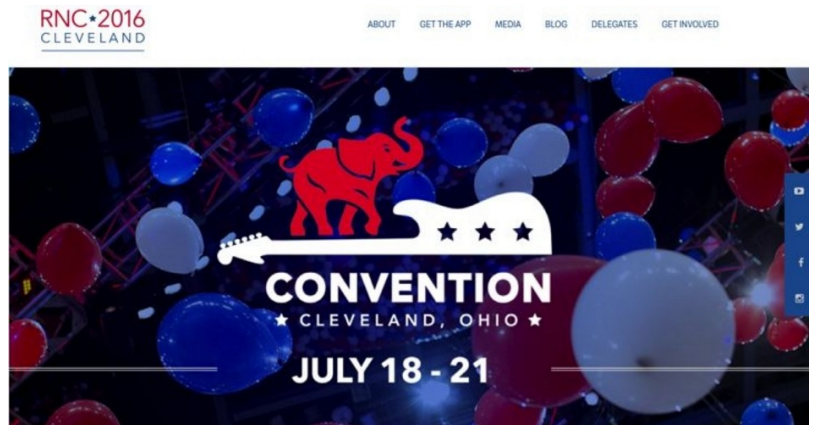 RNC★2016
CLEVELAND
ABOUT GET THE APP MEDIA BLOG DELEGATES GET INVOLVED
CONVENTION
★ CLEVELAND, OHIO ★
JULY 18 - 21